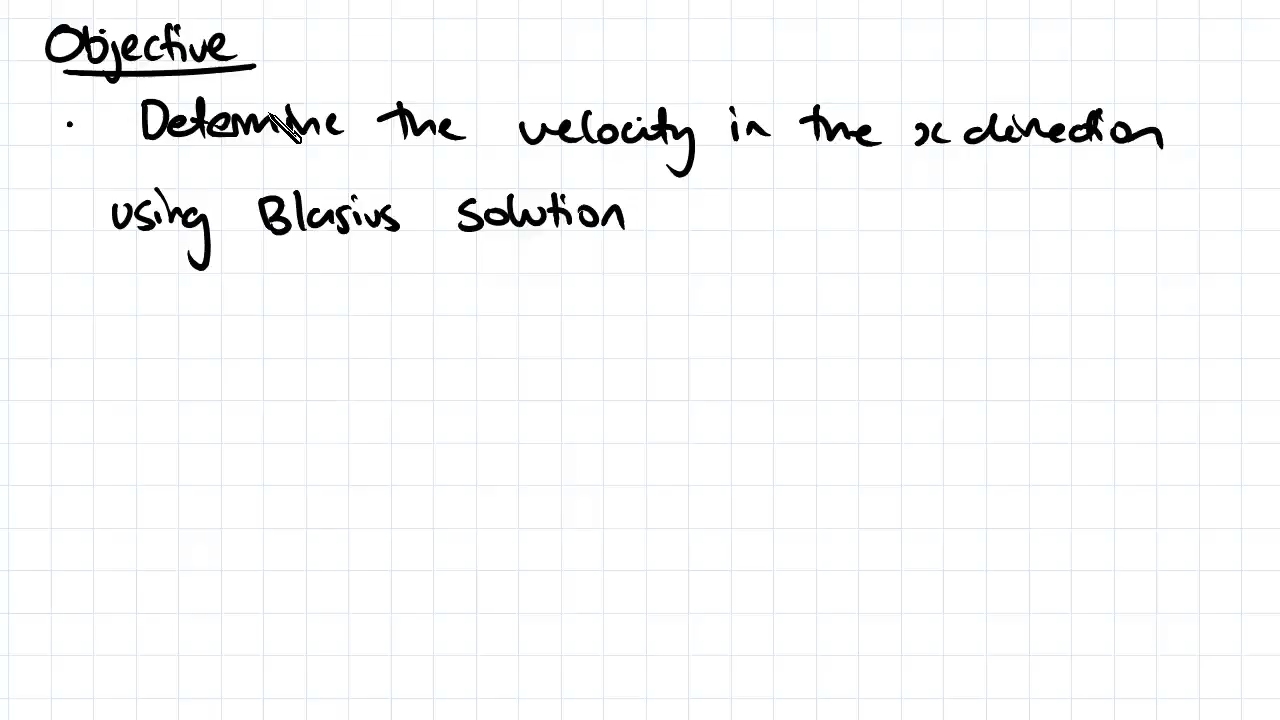 Objective
· Determine the velocity in the x direction
using Blasius solution